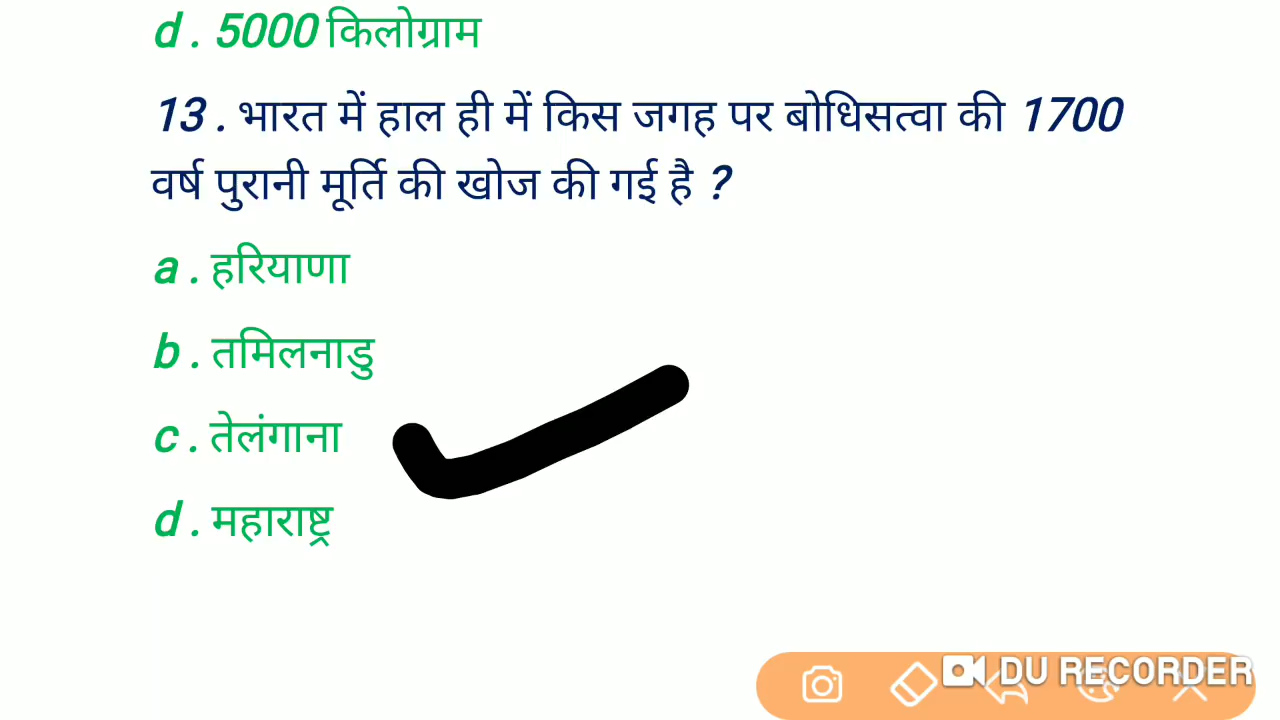 d . 5000 किलोग्राम
13 . भारत में हाल ही में किस जगह पर बोधिसत्वा की 1700
वर्ष पुरानी मूर्ति की खोज की गई है ?
a . हरियाणा
b . तमिलनाडु
c . तेलंगाना
d . महाराष्ट्र
DU RECORDER